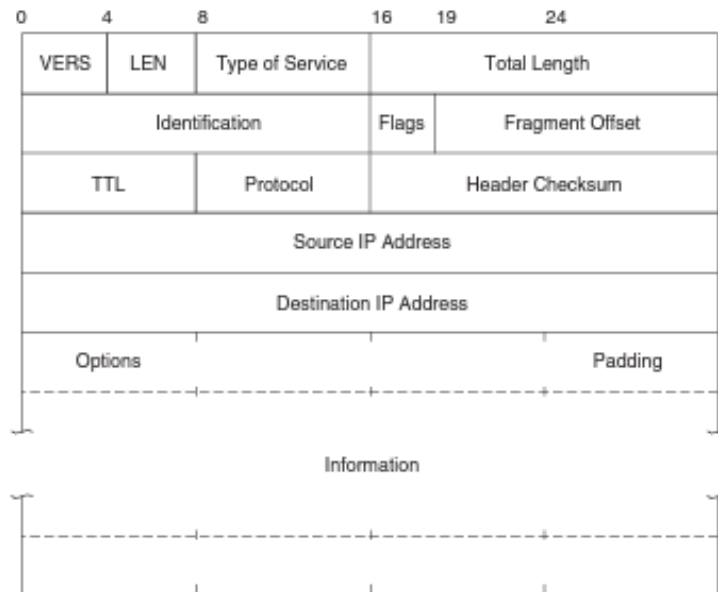 0 4 8 16 19 24
VERS LEN Type of Service Total Length
Identification Flags Fragment Offset
TTL Protocol Header Checksum
Source IP Address
Destination IP Address
Options Padding
Information